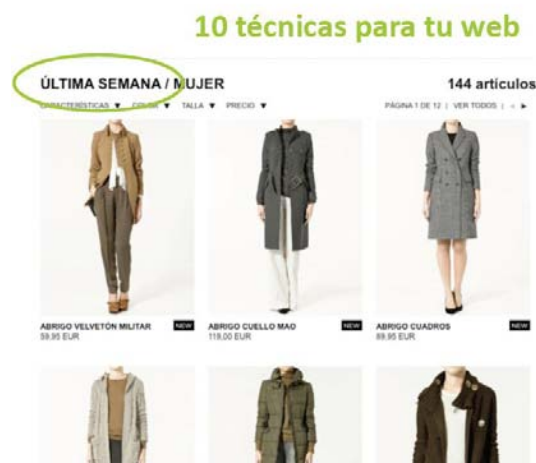 10 técnicas para tu web
ÚLTIMA SEMANA / MUJER
144 artículos
CARACTERÍSTICAS ▼ COLOR ▼ TALLA ▼ PRECIO ▼
PÁGINA 1 DE 12 | VER TODOS | < ►
ABRIGO VELVETÓN MILITAR NEW
59,95 EUR
ABRIGO CUELLO MAO NEW
119,00 EUR
ABRIGO CUADROS NEW
89,95 EUR